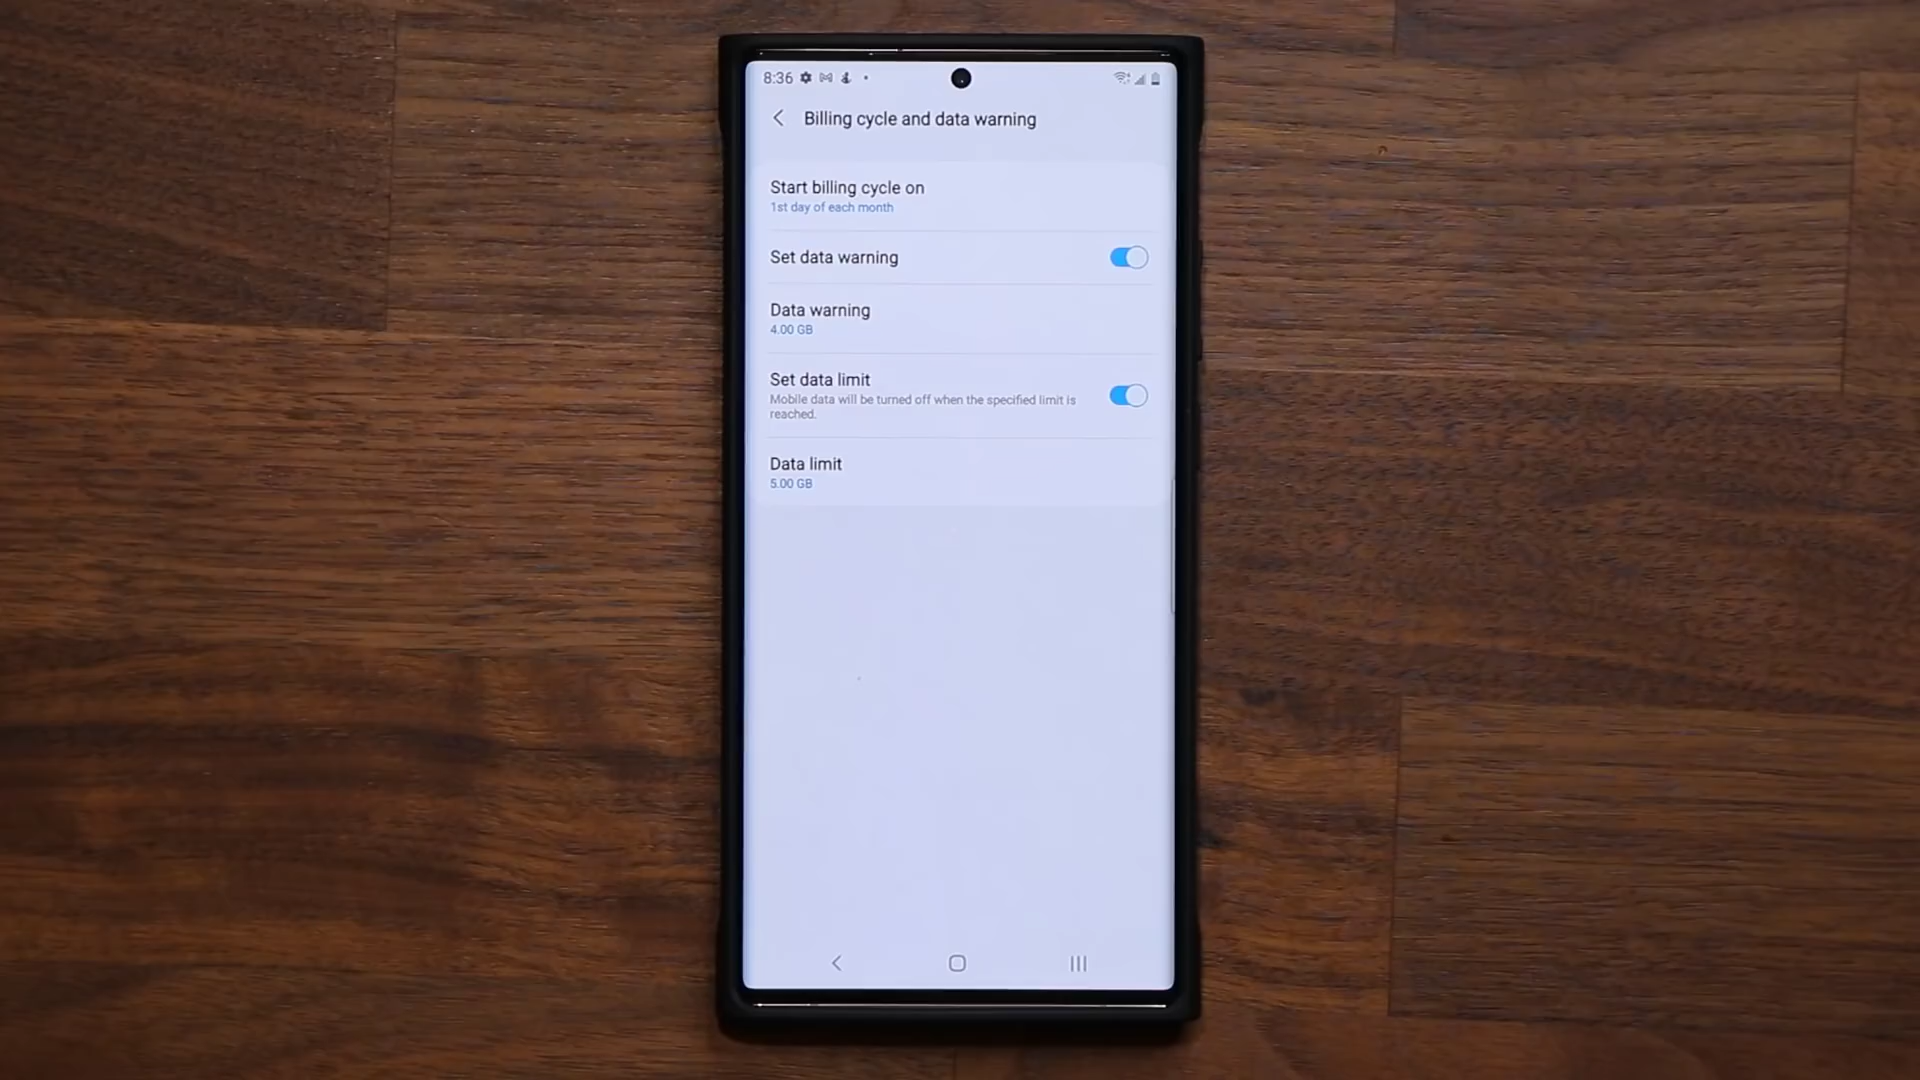 8:36
Billing cycle and data warning
Start billing cycle on
1st day of each month
Set data warning
Data warning
4.00 GB
Set data limit
Mobile data will be turned off when the specified limit is
reached.
Data limit
5.00 GB